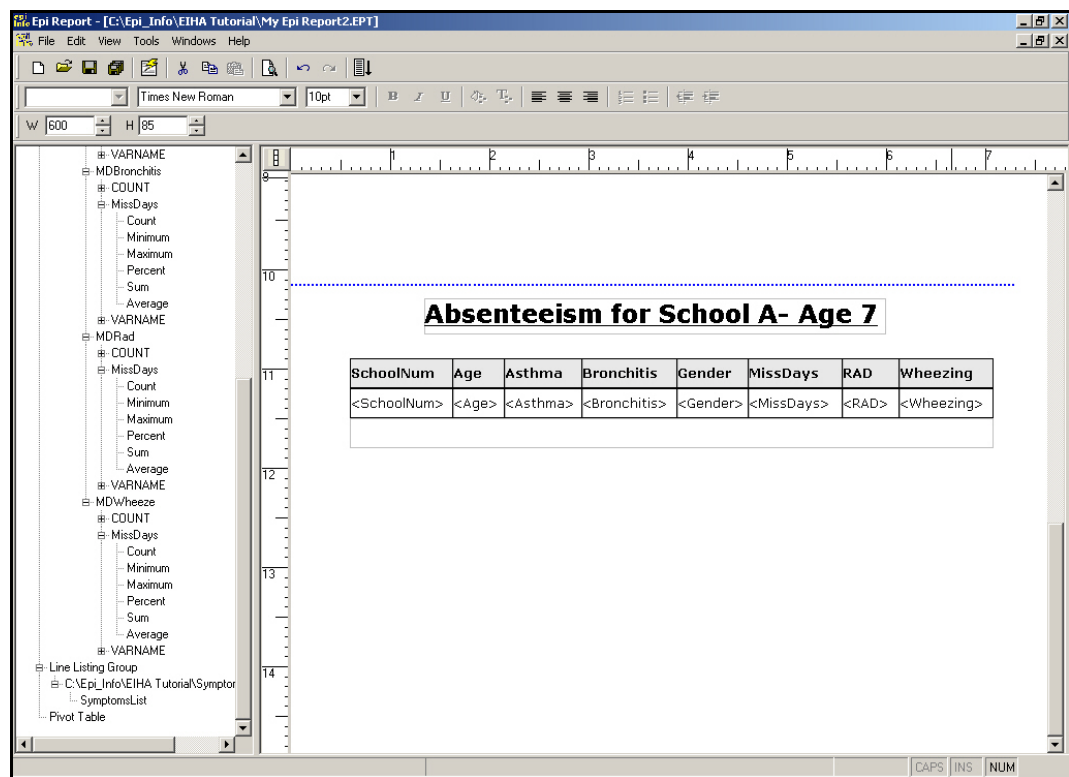 Epi Info Epi Report - [C:\Epi_Info\EIHA Tutorial\My Epi Report2.EPT]
File Edit View Tools Windows Help
Times New Roman 10pt B I U
W 600 H 85
VARNAME
MDBronchitis
COUNT
MissDays
Count
Minimum
Maximum
Percent
Sum
Average
VARNAME
MDRad
COUNT
MissDays
Count
Minimum
Maximum
Percent
Sum
Average
VARNAME
MDWheeze
COUNT
MissDays
Count
Minimum
Maximum
Percent
Sum
Average
VARNAME
Line Listing Group
C:\Epi_Info\EIHA Tutorial\Symptor
SymptomsList
Pivot Table
1 2 3 4 5 6 7
9
10
11
12
13
14
Absenteeism for School A- Age 7
SchoolNum Age Asthma Bronchitis Gender MissDays RAD Wheezing
<SchoolNum> <Age> <Asthma> <Bronchitis> <Gender> <MissDays> <RAD> <Wheezing>
CAPS INS NUM